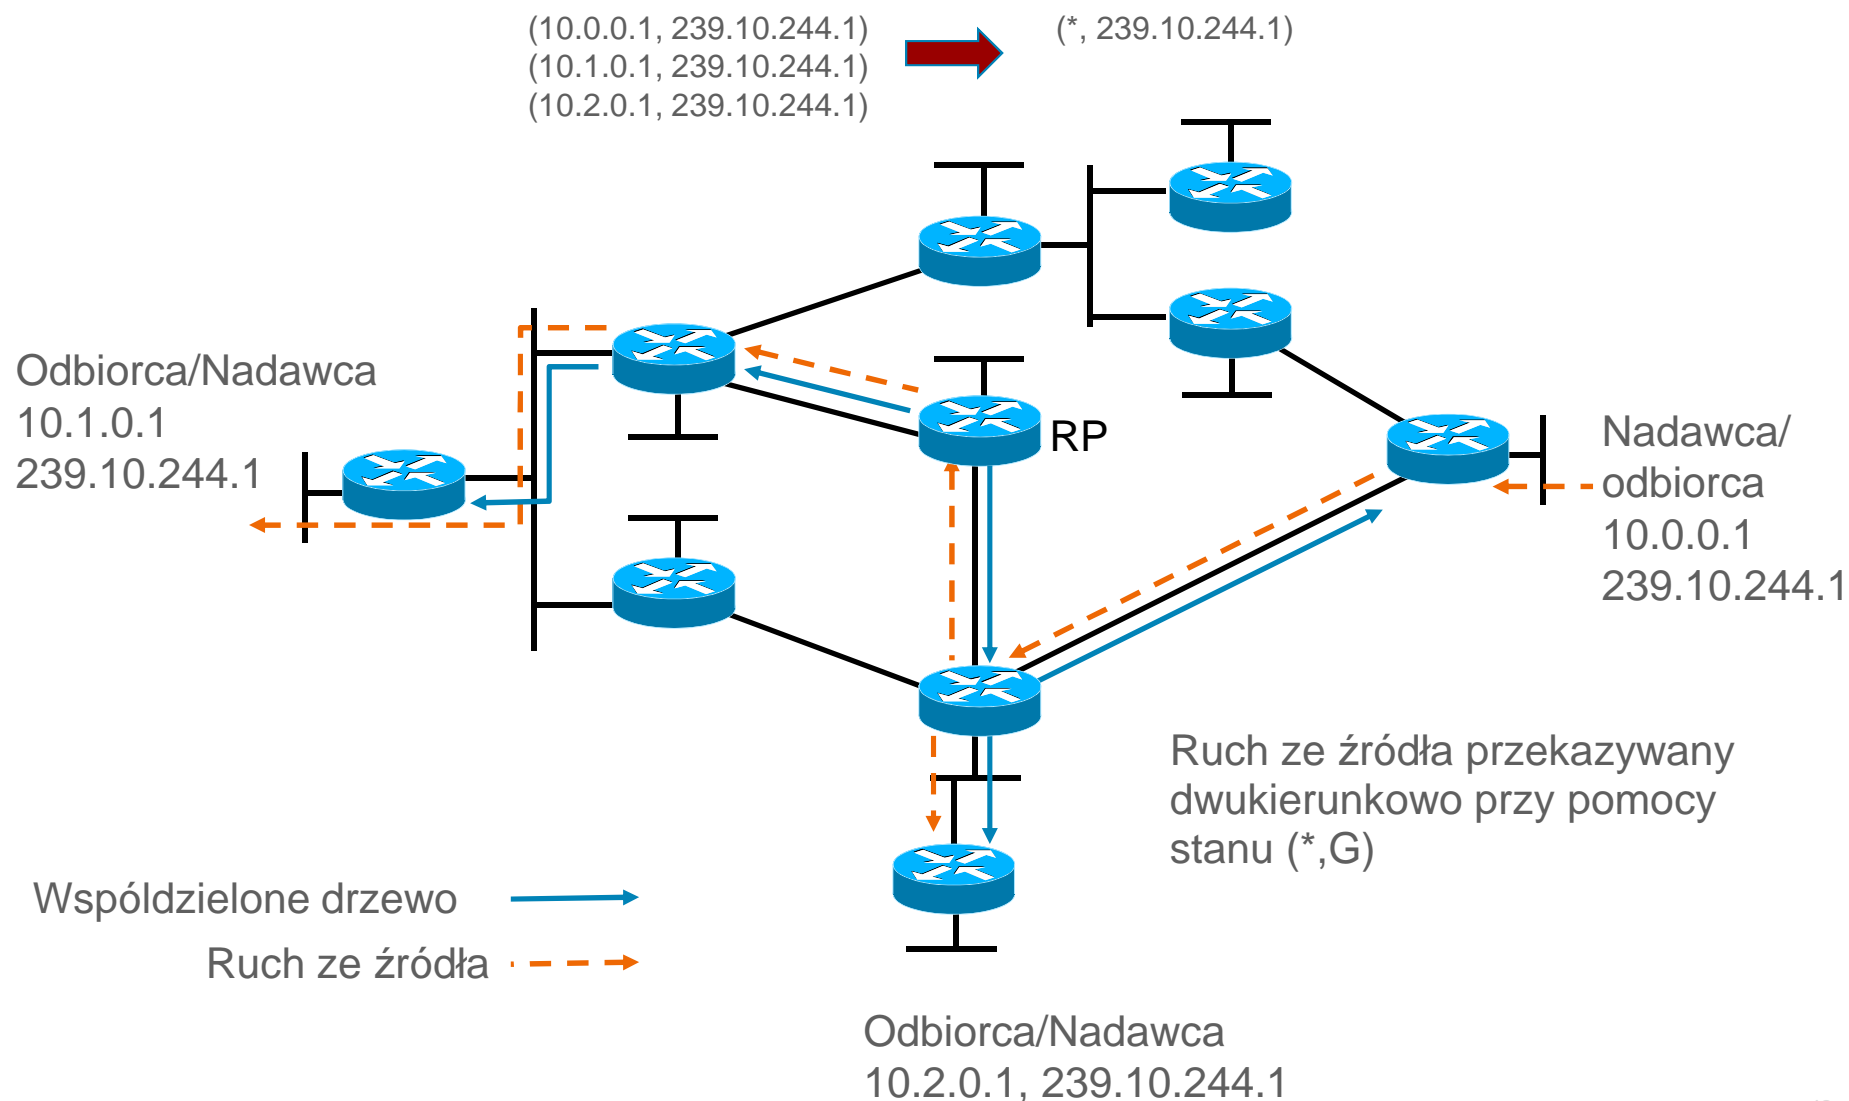 (10.0.0.1, 239.10.244.1)
(10.1.0.1, 239.10.244.1)
(10.2.0.1, 239.10.244.1)
(*, 239.10.244.1)
Odbiorca/Nadawca
10.1.0.1
239.10.244.1
RP
Nadawca/
odbiorca
10.0.0.1
239.10.244.1
Ruch ze źródła przekazywany
dwukierunkowo przy pomocy
stanu (*,G)
Wspóldzielone drzewo
Ruch ze źródła
Odbiorca/Nadawca
10.2.0.1, 239.10.244.1